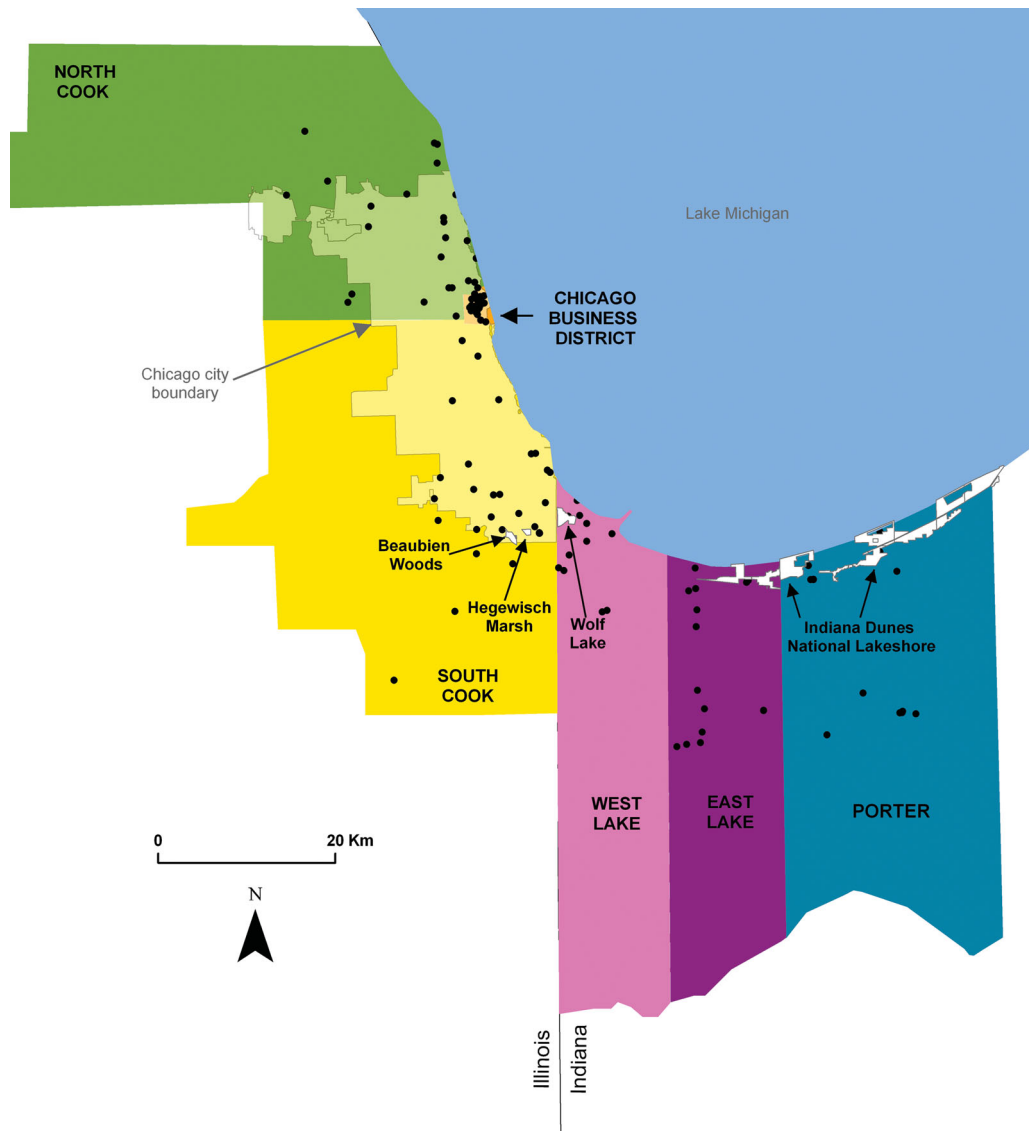 NORTH
COOK
Lake Michigan
CHICAGO
BUSINESS
DISTRICT
Chicago city
boundary
Beaubien
Woods
Hegewisch
Marsh
Wolf
Lake
Indiana Dunes
National Lakeshore
SOUTH
COOK
WEST
LAKE
EAST
LAKE
PORTER
0 20 Km
N
Illinois
Indiana